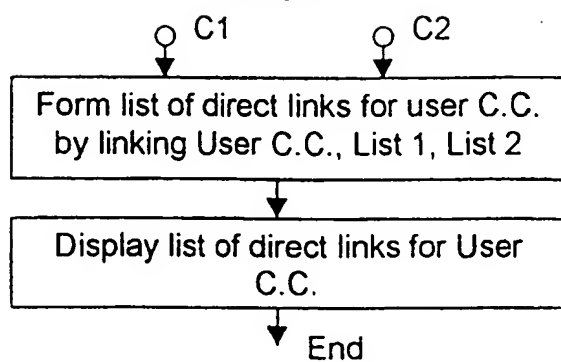 C1 C2
Form list of direct links for user C.C.
by linking User C.C., List 1, List 2
Display list of direct links for User
C.C.
End